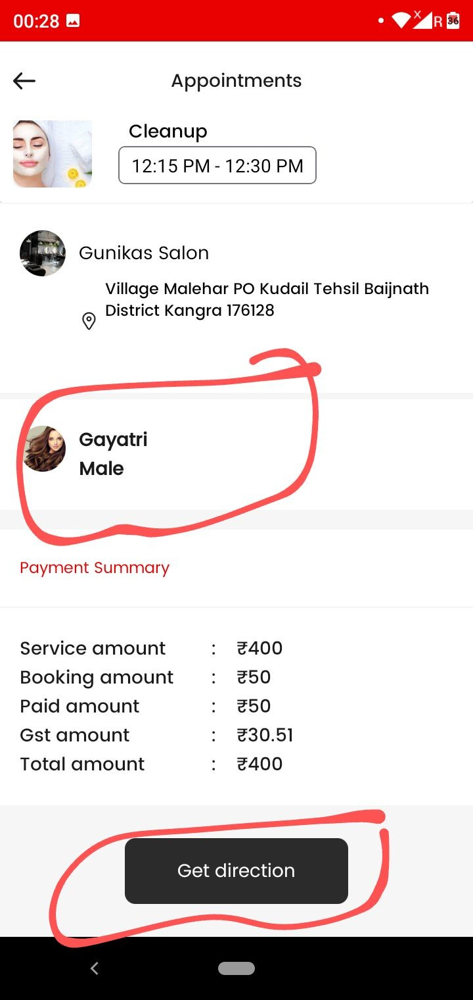 00:28
R 36
Appointments
Cleanup
12:15 PM - 12:30 PM
Gunikas Salon
Village Malehar PO Kudail Tehsil Baijnath
District Kangra 176128
Gayatri
Male
Payment Summary
Service amount : ₹400
Booking amount : ₹50
Paid amount : ₹50
Gst amount : ₹30.51
Total amount : ₹400
Get direction